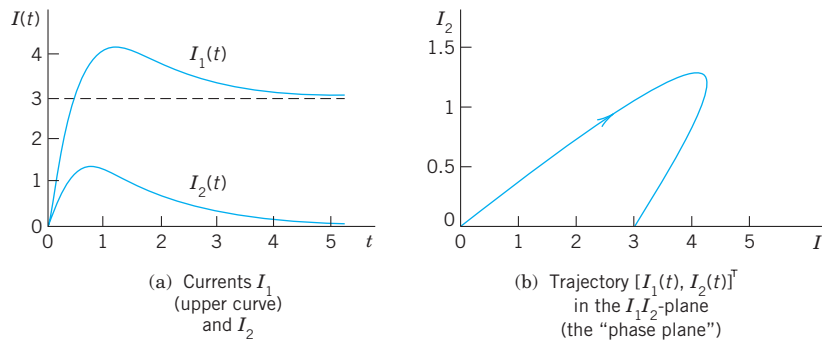 I(t)
4
3
2
1
0
I₁(t)
I₂(t)
0 1 2 3 4 5 t
(a) Currents I₁
(upper curve)
and I₂
I₂
1.5
1
0.5
0
0 1 2 3 4 5 I
(b) Trajectory [I₁(t), I₂(t)]ᵀ
in the I₁I₂-plane
(the “phase plane”)